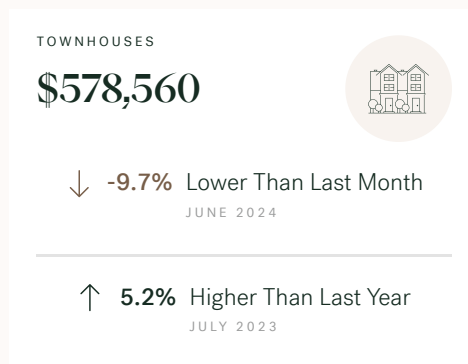 TOWNHOUSES
$578,560
-9.7% Lower Than Last Month
JUNE 2024
5.2% Higher Than Last Year
JULY 2023